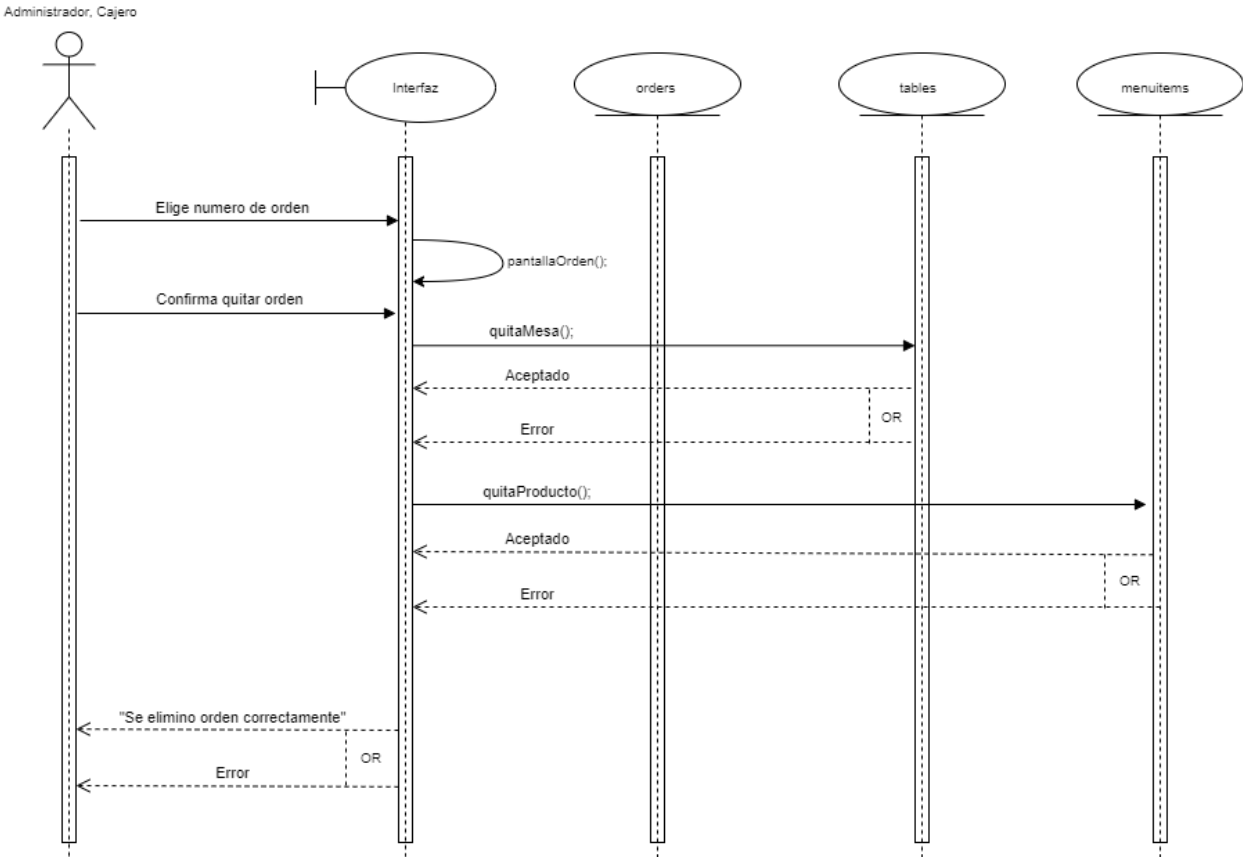 Administrador, Cajero
Interfaz
orders
tables
menuitems
Elige numero de orden
pantallaOrden();
Confirma quitar orden
quitaMesa();
Aceptado
OR
Error
quitaProducto();
Aceptado
OR
Error
"Se elimino orden correctamente"
OR
Error